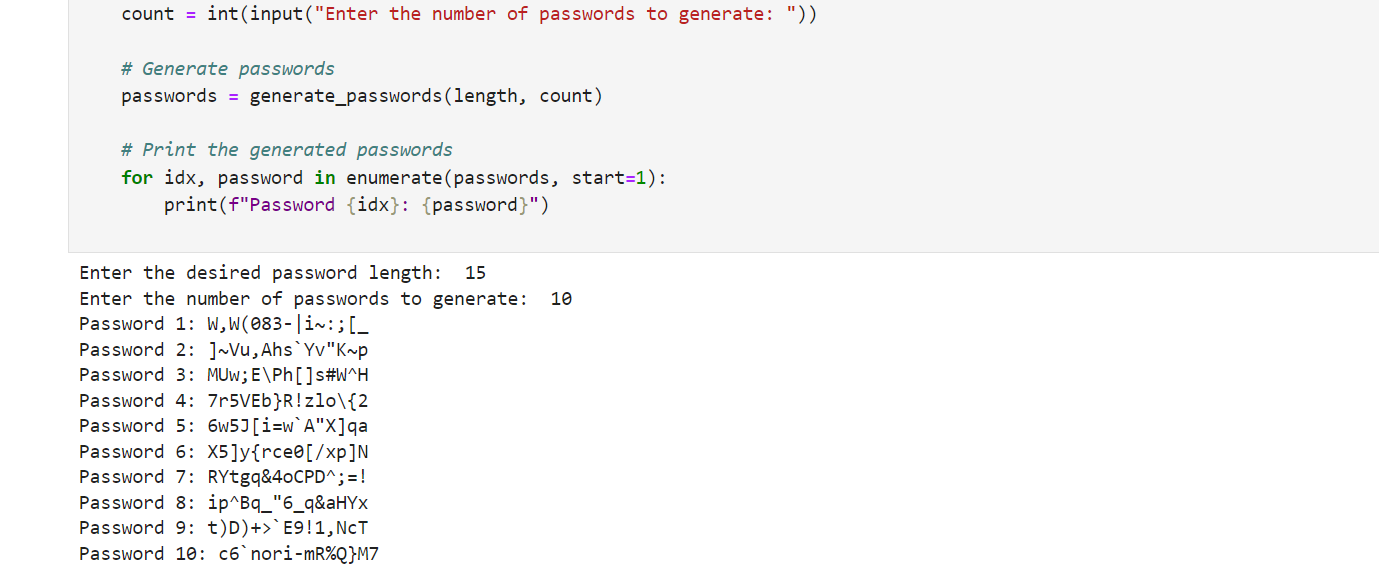 count = int(input("Enter the number of passwords to generate: "))
# Generate passwords
passwords = generate_passwords(length, count)
# Print the generated passwords
for idx, password in enumerate(passwords, start=1):
print(f"Password {idx}: {password}")
Enter the desired password length:  15
Enter the number of passwords to generate:  10
Password 1: W,W(083-|i~:;[_
Password 2: ]~Vu,Ahs`Yv"K~p
Password 3: MUw;E\Ph[]s#W^H
Password 4: 7r5VEb}R!zlo\{2
Password 5: 6w5J[i=w`A"X]qa
Password 6: X5]y{rce0[/xp]N
Password 7: RYtgq&4oCPD^;=!
Password 8: ip^Bq_"6_q&aHYx
Password 9: t)D)+>`E9!1,NcT
Password 10: c6`nori-mR%Q}M7